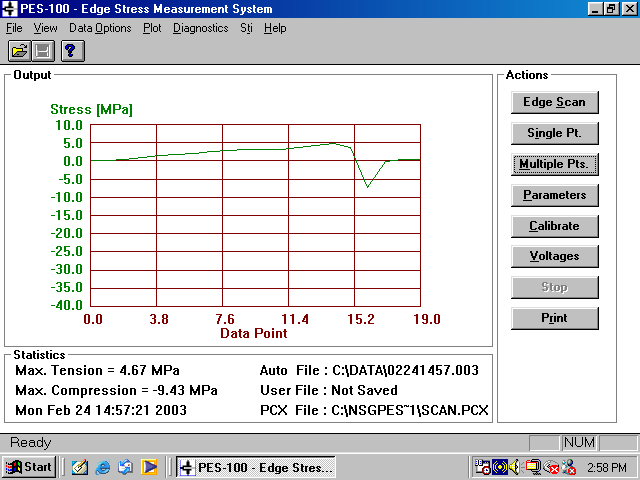 PES-100 - Edge Stress Measurement System
File View Data Options Plot Diagnostics Sti Help
Output
Actions
Stress [MPa]
10.0
5.0
0.0
-5.0
-10.0
-15.0
-20.0
-25.0
-30.0
-35.0
-40.0
0.0 3.8 7.6 11.4 15.2 19.0
Data Point
Edge Scan
Single Pt.
Multiple Pts.
Parameters
Calibrate
Voltages
Stop
Print
Statistics
Max. Tension = 4.67 MPa Auto File : C:\DATA\02241457.003
Max. Compression = -9.43 MPa User File : Not Saved
Mon Feb 24 14:57:21 2003 PCX File : C:\NSGPES~1\SCAN.PCX
Ready NUM
Start PES-100 - Edge Stres... 2:58 PM